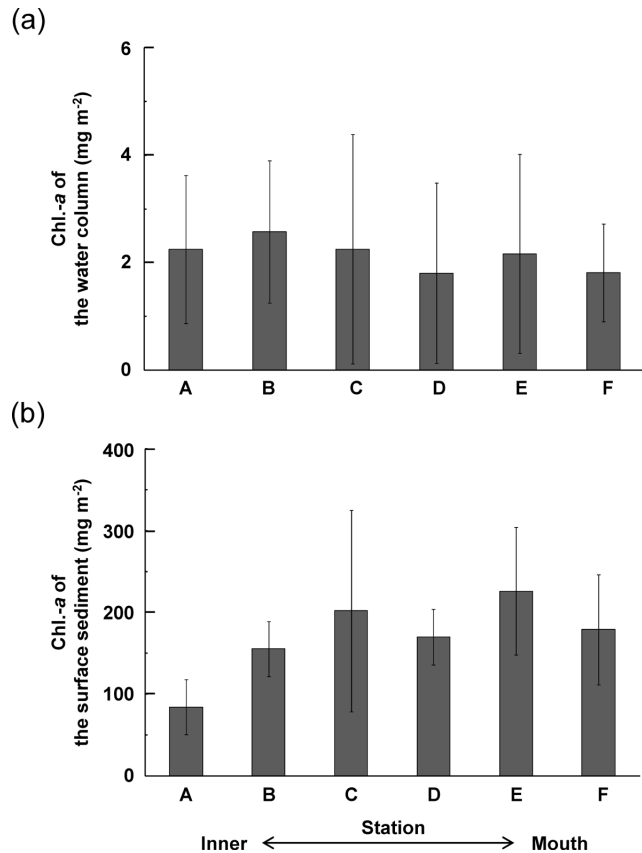 (a)
Chl.-a of
the water column (mg m-2)
6
4
2
0
A B C D E F
(b)
Chl.-a of
the surface sediment (mg m-2)
400
300
200
100
0
A B C D E F
Station
Inner Mouth